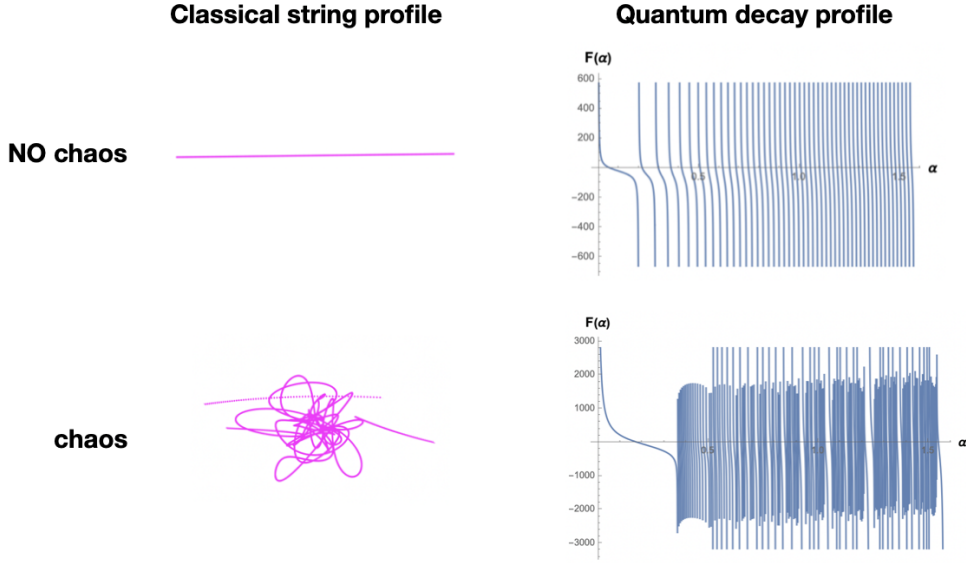 Classical string profile
Quantum decay profile
F(α)
600
400
200
NO chaos
α
0.5
1.0
1.5
-200
-400
-600
F(α)
3000
2000
1000
chaos
α
0.5
1.0
1.5
-1000
-2000
-3000